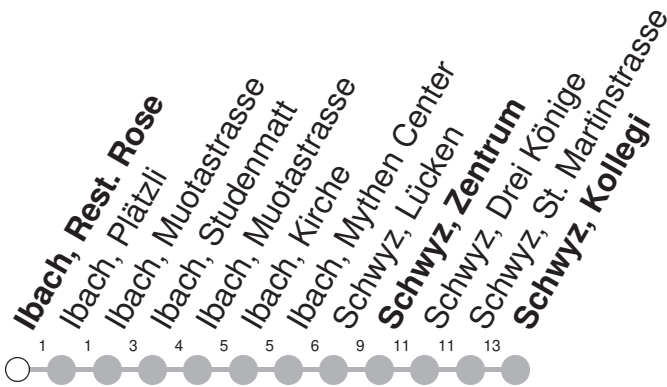 Ibach, Rest. Rose
Ibach, Plätzli
Ibach, Muotastrasse
Ibach, Studenmatt
Ibach, Muotastrasse
Ibach, Kirche
Ibach, Mythen Center
Schwyz, Lücken
Schwyz, Zentrum
Schwyz, Drei Könige
Schwyz, St. Martinstrasse
Schwyz, Kollegi
1 1 3 4 5 5 6 9 11 11 13